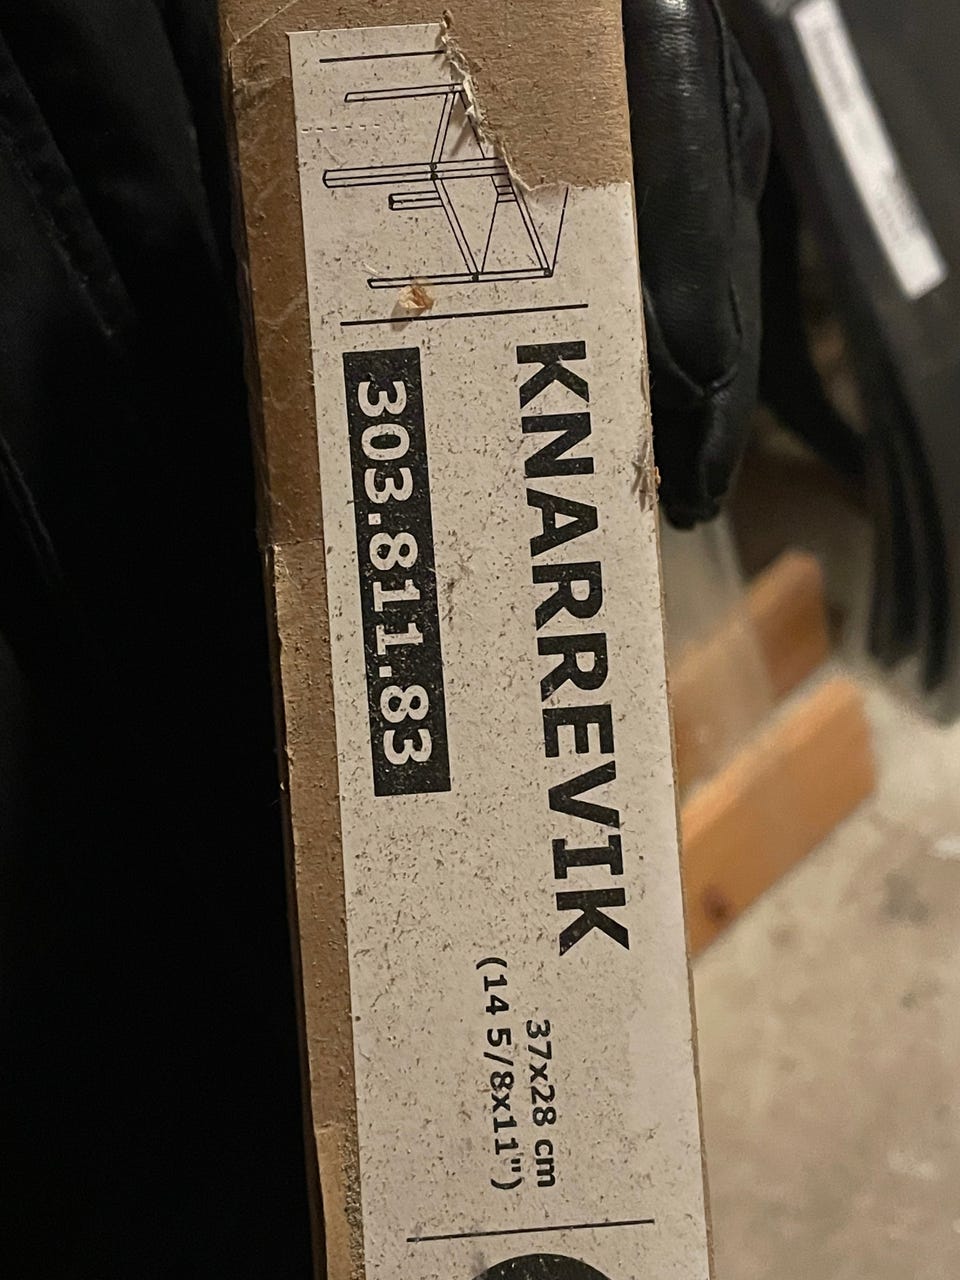 KNARREVIK
37x28 cm
(14 5/8x11")
303.811.83